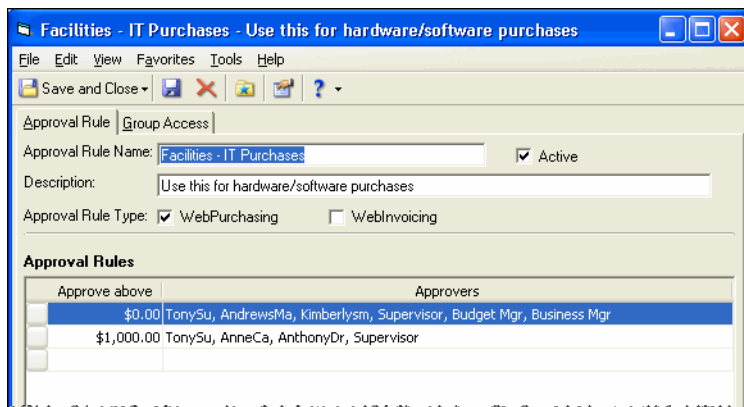 Facilities - IT Purchases - Use this for hardware/software purchases
File Edit View Favorites Tools Help
Save and Close ?
Approval Rule Group Access
Approval Rule Name: Facilities - IT Purchases Active
Description: Use this for hardware/software purchases
Approval Rule Type: WebPurchasing WebInvoicing
Approval Rules
Approve above Approvers
$0.00 TonySu, AndrewsMa, Kimberlysm, Supervisor, Budget Mgr, Business Mgr
$1,000.00 TonySu, AnneCa, AnthonyDr, Supervisor